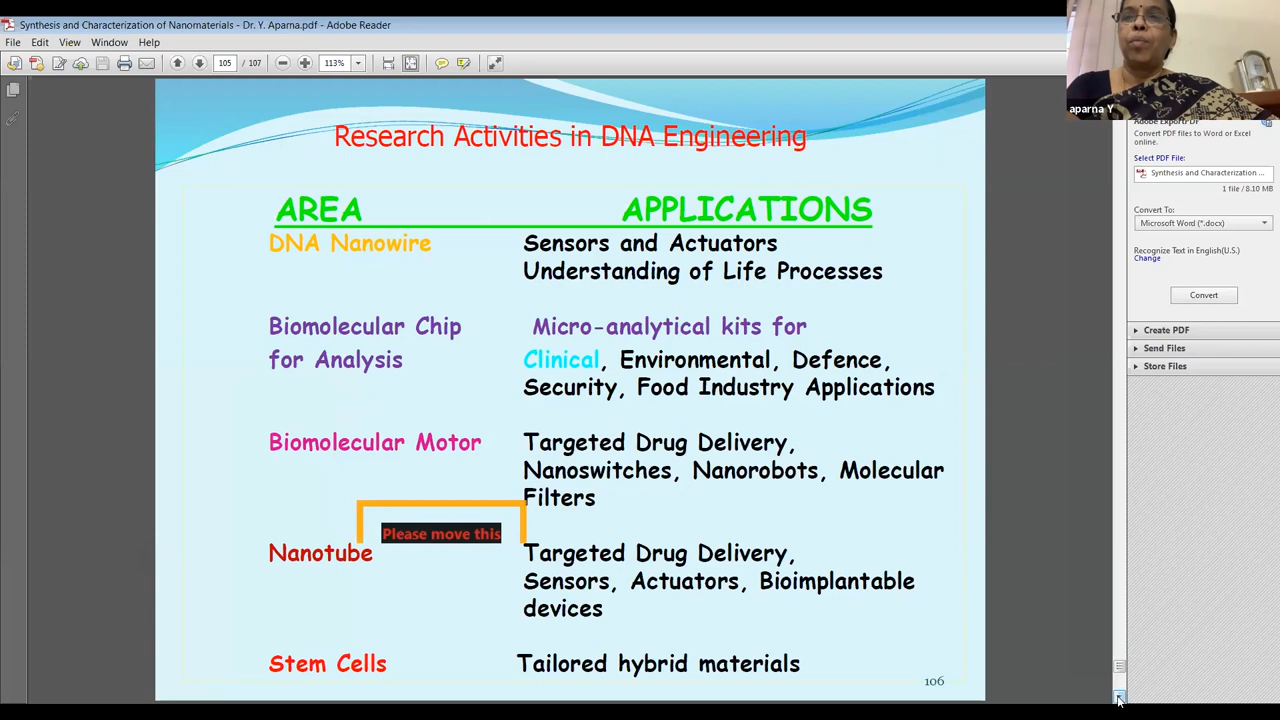 Synthesis and Characterization of Nanomaterials - Dr. Y. Aparna.pdf - Adobe Reader
File Edit View Window Help
105 / 107 113%
aparna Y
Research Activities in DNA Engineering
AREA APPLICATIONS
DNA Nanowire Sensors and Actuators
Understanding of Life Processes
Biomolecular Chip Micro-analytical kits for
for Analysis Clinical, Environmental, Defence,
Security, Food Industry Applications
Biomolecular Motor Targeted Drug Delivery,
Nanoswitches, Nanorobots, Molecular
Filters
Please move this
Nanotube Targeted Drug Delivery,
Sensors, Actuators, Bioimplantable
devices
Stem Cells Tailored hybrid materials
106
Adobe ExportPDF
Convert PDF files to Word or Excel
online.
Select PDF File:
Synthesis and Characterization ...
1 file / 8.10 MB
Convert To:
Microsoft Word (*.docx)
Recognize Text in English(U.S.)
Change
Convert
Create PDF
Send Files
Store Files